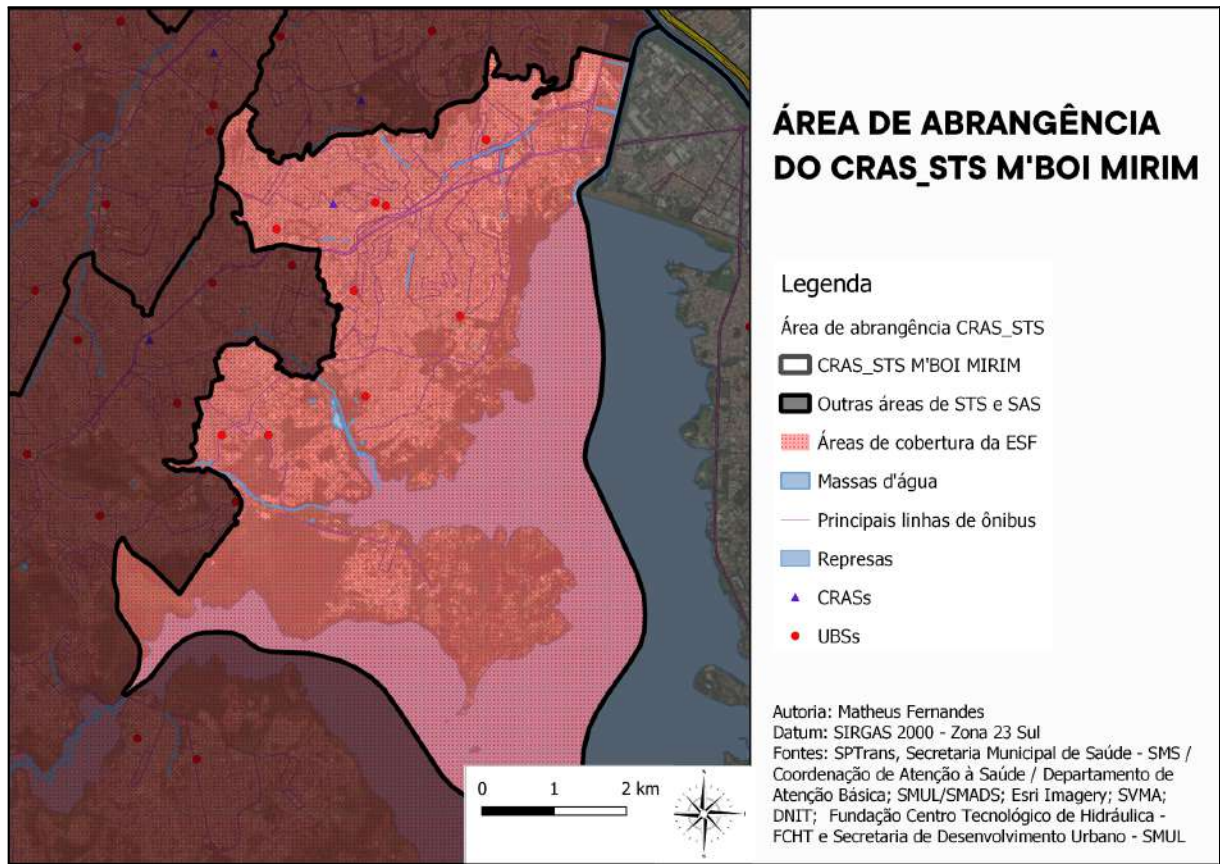 ÁREA DE ABRANGÊNCIA
DO CRAS_STS M'BOI MIRIM
Legenda
Área de abrangência CRAS_STS
CRAS_STS M'BOI MIRIM
Outras áreas de STS e SAS
Áreas de cobertura da ESF
Massas d'água
Principais linhas de ônibus
Represas
CRASs
UBSs
Autoria: Matheus Fernandes
Datum: SIRGAS 2000 - Zona 23 Sul
Fontes: SPTrans, Secretaria Municipal de Saúde - SMS /
Coordenação de Atenção à Saúde / Departamento de
Atenção Básica; SMUL/SMADS; Esri Imagery; SVMA;
DNIT; Fundação Centro Tecnológico de Hidráulica -
FCHT e Secretaria de Desenvolvimento Urbano - SMUL
0 1 2 km